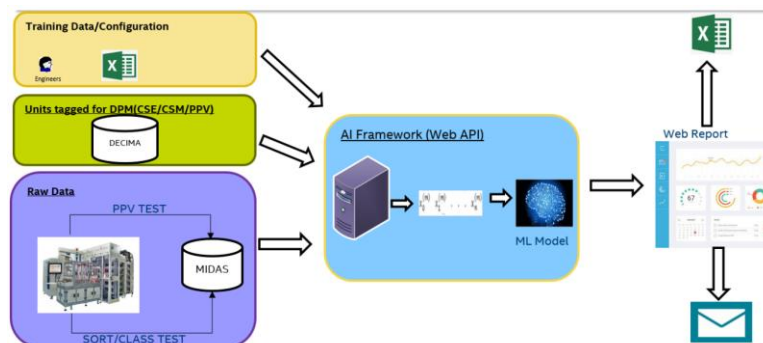 Training Data/Configuration
Engineers
Units tagged for DPM(CSE/CSM/PPV)
DECIMA
Raw Data
PPV TEST
MIDAS
SORT/CLASS TEST
AI Framework (Web API)
ML Model
Web Report
67